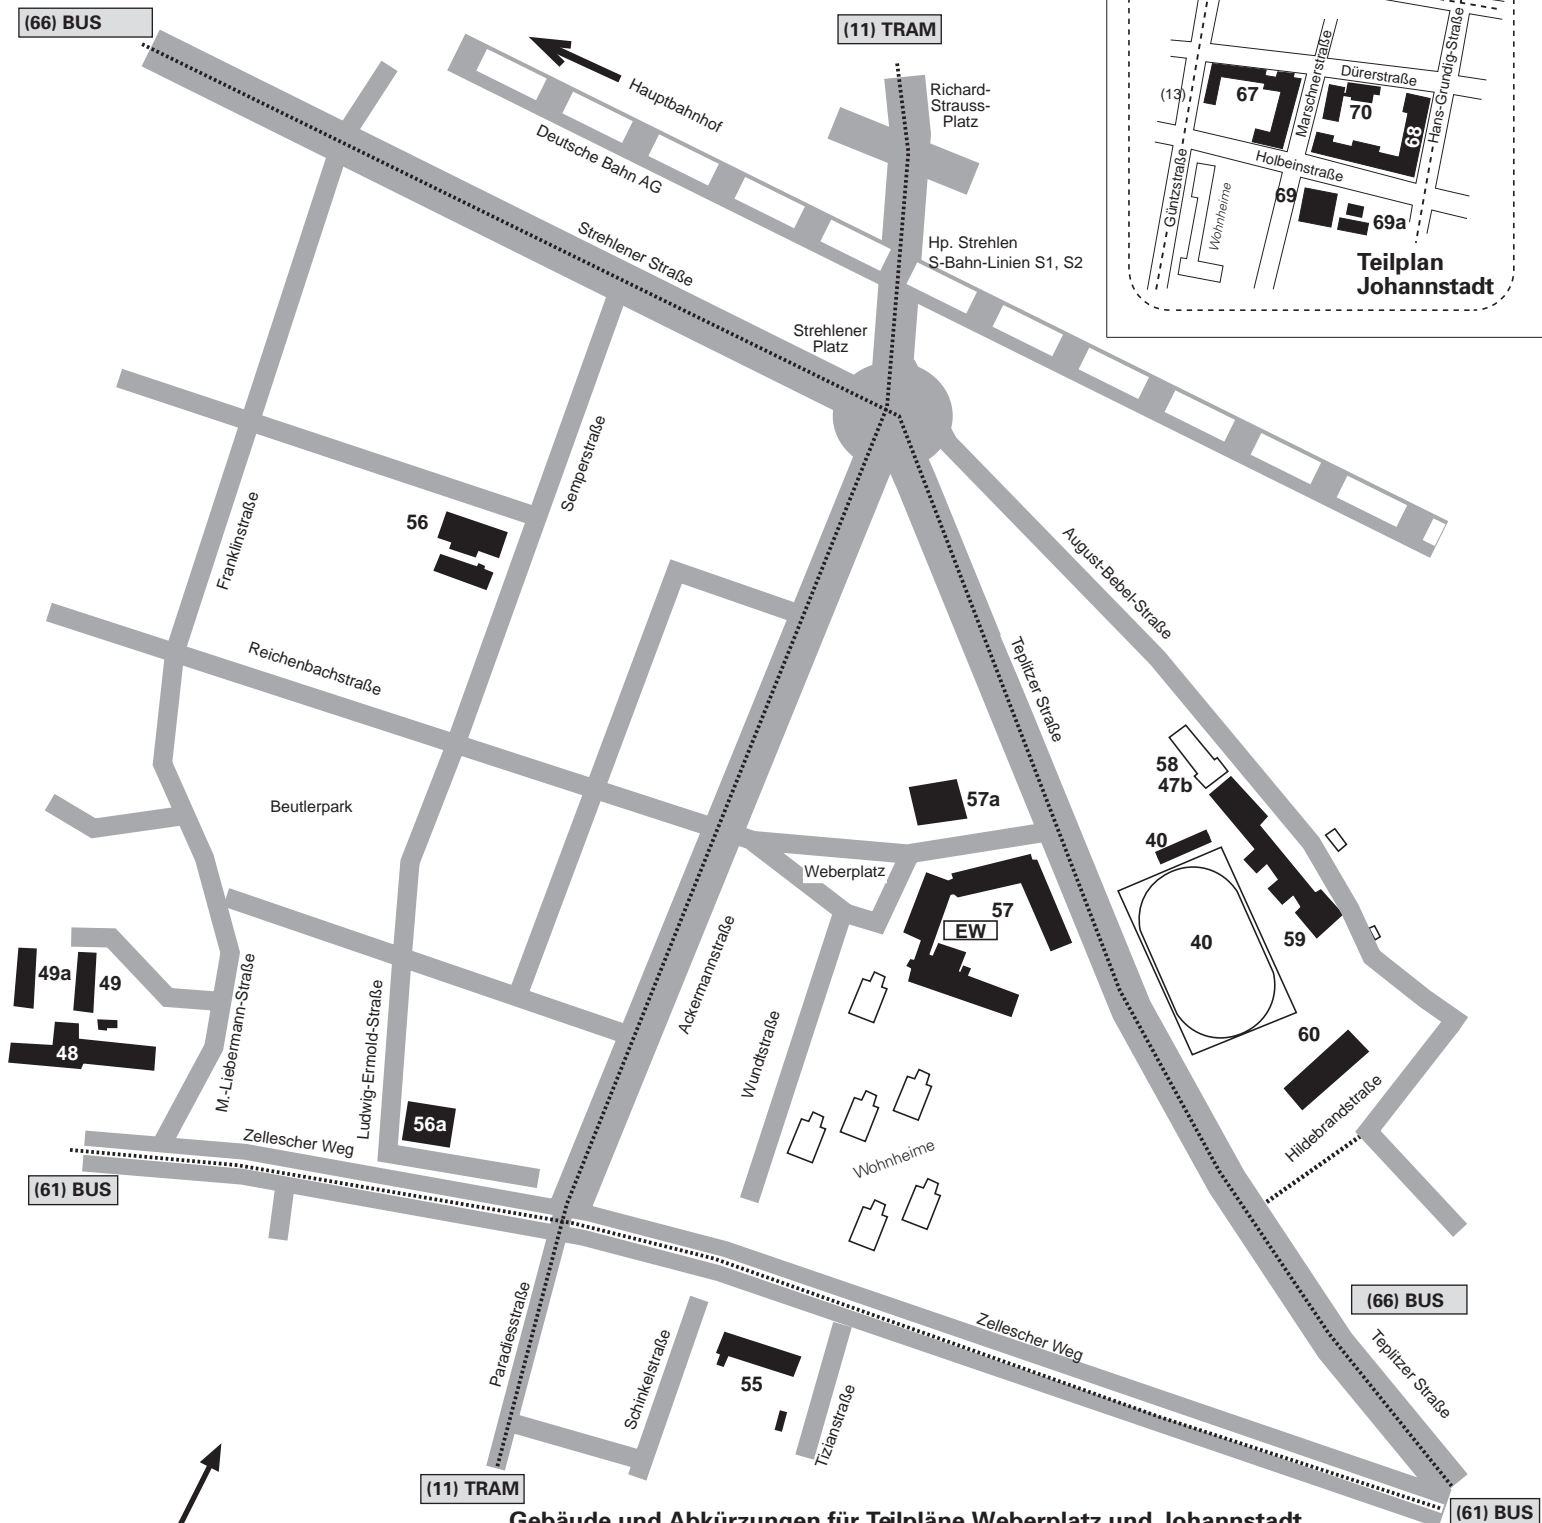 (66) BUS
(11) TRAM
Hauptbahnhof
Deutsche Bahn AG
Richard-
Strauss-
Platz
Strehlener Straße
Hp. Strehlen
S-Bahn-Linien S1, S2
Strehlener
Platz
(13)
67
Marschnerstraße
Dürerstraße
70
68
Hans-Grundig-Straße
Holbeinstraße
Güntzstraße
Wohnheime
69
69a
Teilplan
Johannstadt
Franklinstraße
56
Semperstraße
August-Bebel-Straße
Teplitzer Straße
Reichenbachstraße
Beutlerpark
57a
58
47b
40
Weberplatz
57
EW
40
59
49a
49
48
M.-Liebermann-Straße
Ludwig-Ermold-Straße
Ackermannstraße
Wundtstraße
60
Hildebrandstraße
56a
Zellescher Weg
Wohnheime
(61) BUS
(66) BUS
Paradiesstraße
Schinkelstraße
55
Tizianstraße
Zellescher Weg
Teplitzer Straße
(11) TRAM
(61) BUS
Gebäude und Abkürzungen für Teilpläne Weberplatz und Johannstadt